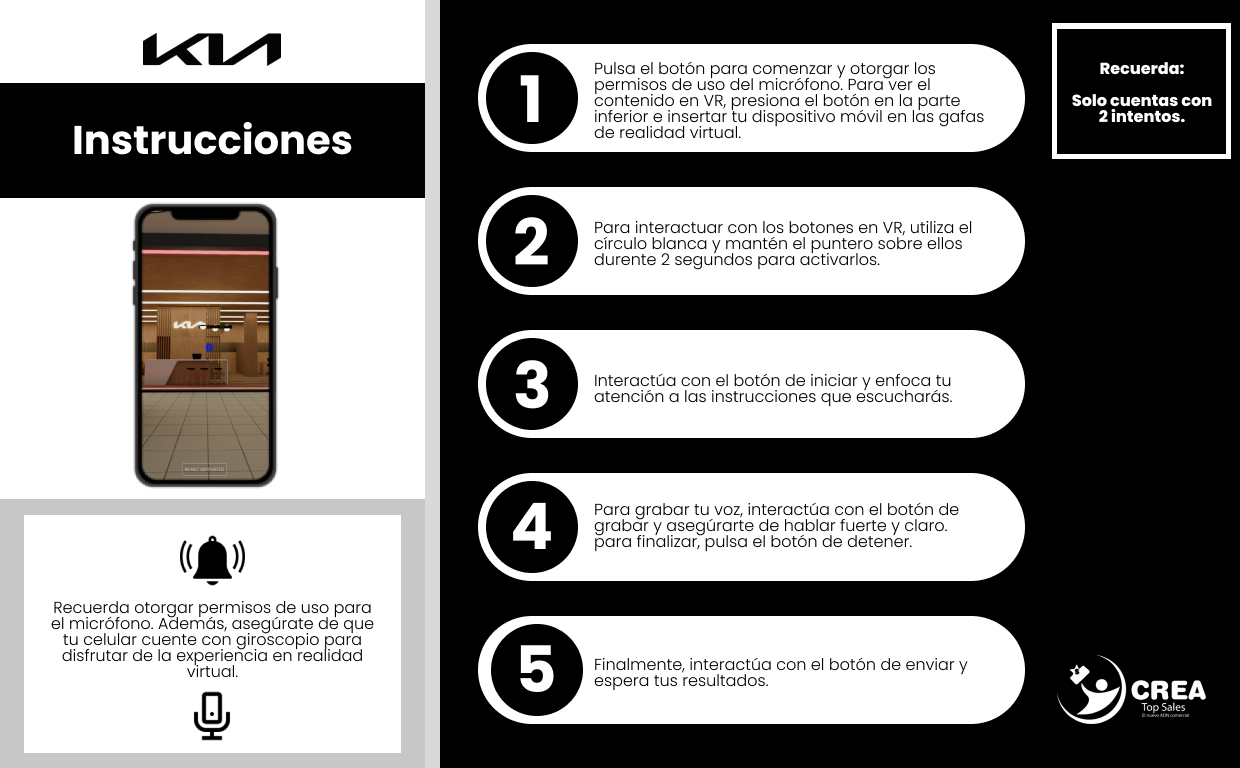 KIA
Instrucciones
KIA
VR NOT SUPPORTED
Recuerda otorgar permisos de uso para
el micrófono. Además, asegúrate de que
tu celular cuente con giroscopio para
disfrutar de la experiencia en realidad
virtual.
1
Pulsa el botón para comenzar y otorgar los
permisos de uso del micrófono. Para ver el
contenido en VR, presiona el botón en la parte
inferior e insertar tu dispositivo móvil en las gafas
de realidad virtual.
2
Para interactuar con los botones en VR, utiliza el
círculo blanca y mantén el puntero sobre ellos
durente 2 segundos para activarlos.
3
Interactúa con el botón de iniciar y enfoca tu
atención a las instrucciones que escucharás.
4
Para grabar tu voz, interactúa con el botón de
grabar y asegúrarte de hablar fuerte y claro.
para finalizar, pulsa el botón de detener.
5
Finalmente, interactúa con el botón de enviar y
espera tus resultados.
Recuerda:
Solo cuentas con
2 intentos.
CREA
Top Sales
El nuevo ADN comercial